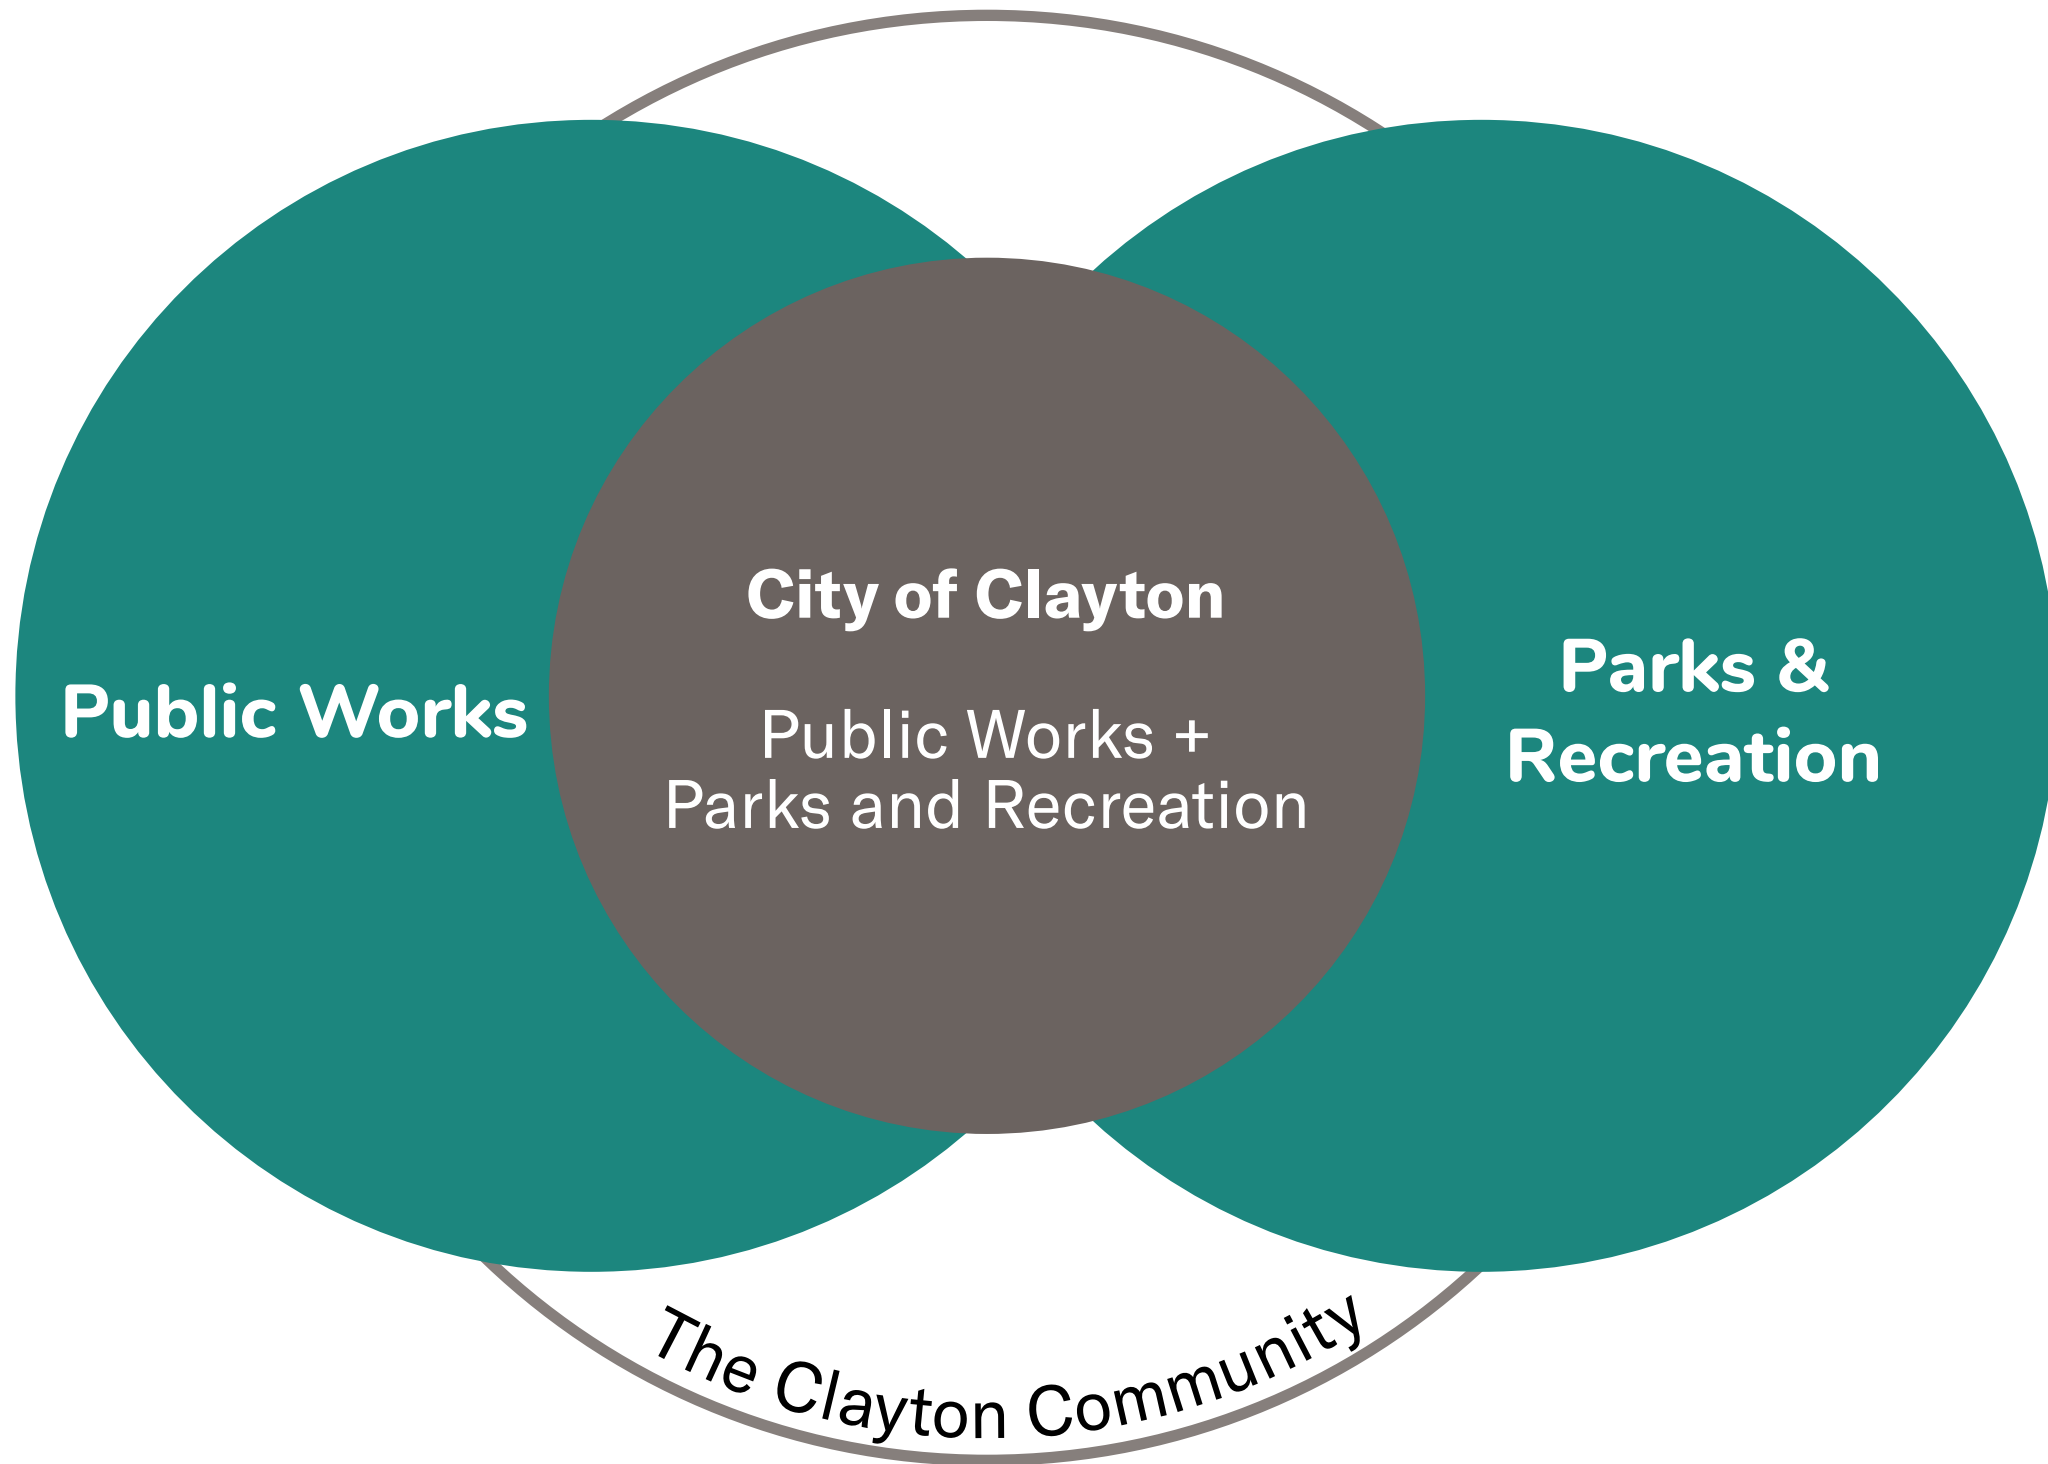 Public Works
City of Clayton
Public Works +
Parks and Recreation
Parks &
Recreation
The Clayton Community